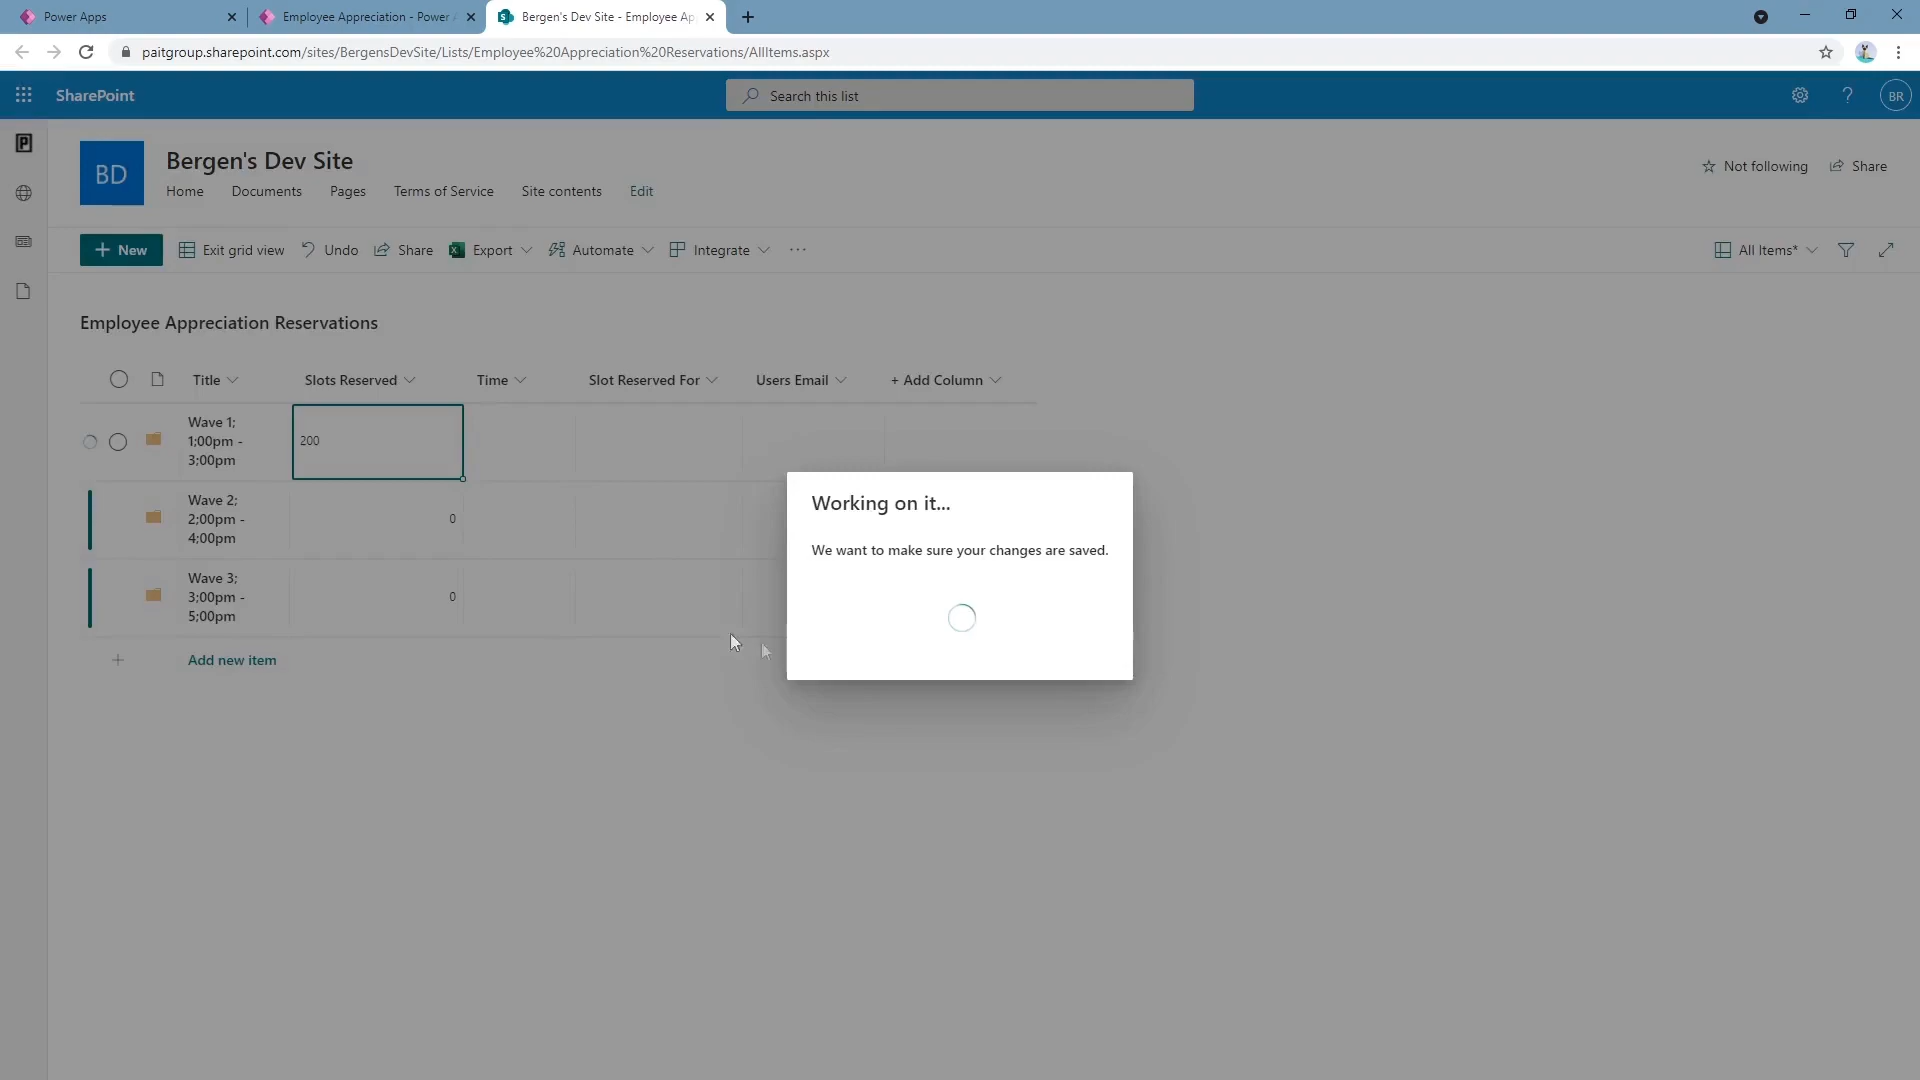 Power Apps
Employee Appreciation - Power A
Bergen's Dev Site - Employee Ap
paitgroup.sharepoint.com/sites/BergensDevSite/Lists/Employee%20Appreciation%20Reservations/AllItems.aspx
SharePoint
Search this list
?
BR
P
BD
Bergen's Dev Site
Home
Documents
Pages
Terms of Service
Site contents
Edit
Not following
Share
+ New
Exit grid view
Undo
Share
Export
Automate
Integrate
...
All Items*
Employee Appreciation Reservations
Title
Slots Reserved
Time
Slot Reserved For
Users Email
+ Add Column
Wave 1;
1;00pm -
3;00pm
200
Wave 2;
2;00pm -
4;00pm
0
Wave 3;
3;00pm -
5;00pm
0
Add new item
Working on it...
We want to make sure your changes are saved.